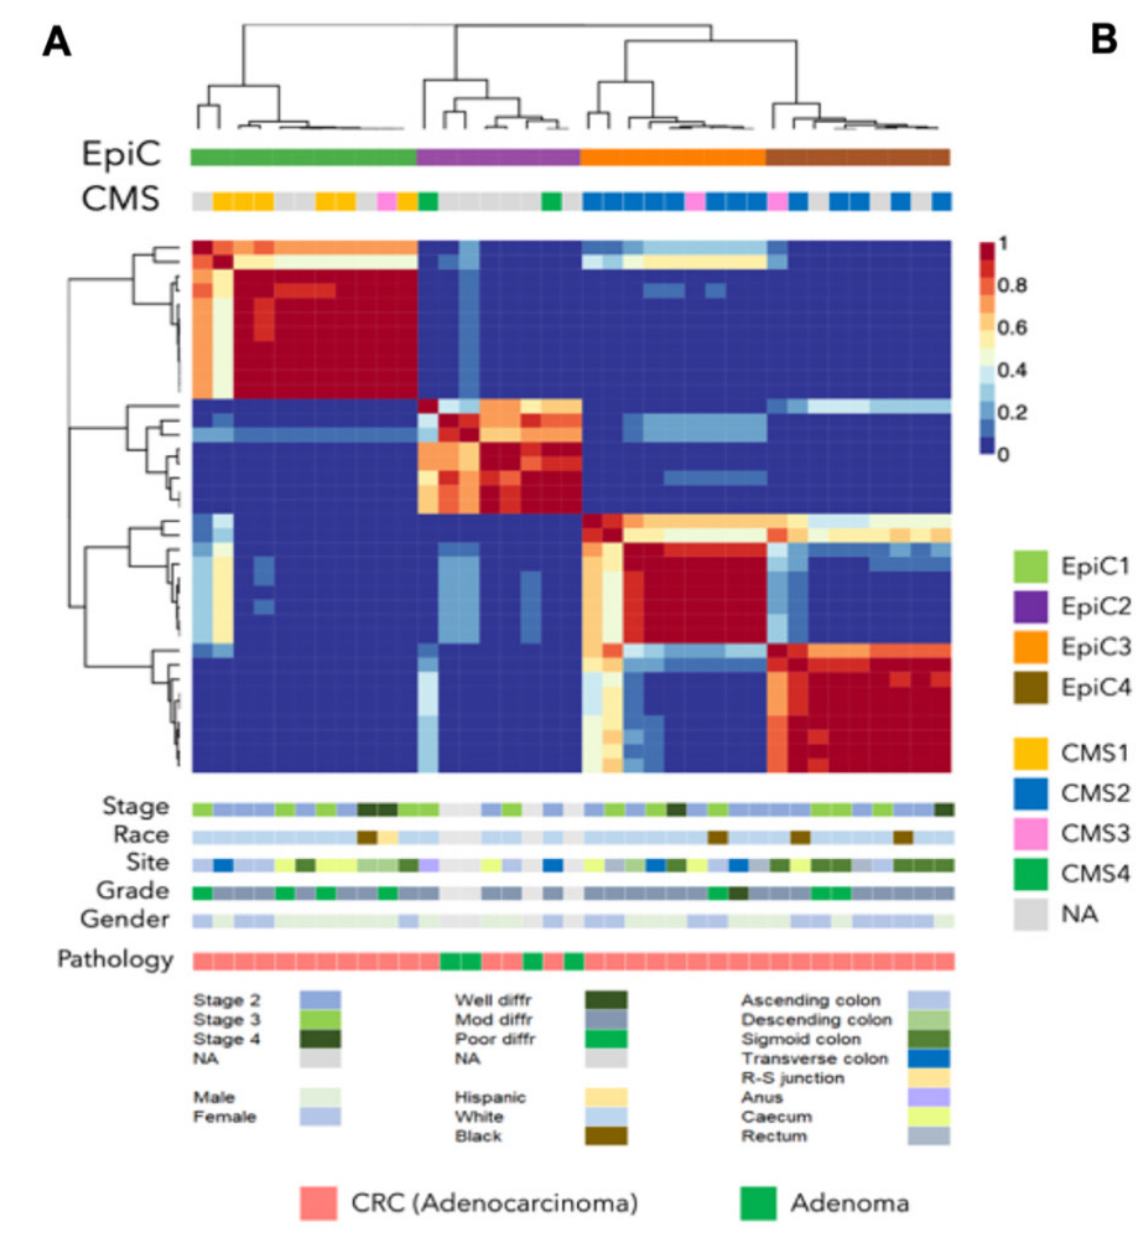 A B
EpiC
CMS
1
0.8
0.6
0.4
0.2
0
EpiC1
EpiC2
EpiC3
EpiC4
CMS1
CMS2
CMS3
CMS4
NA
Stage
Race
Site
Grade
Gender
Pathology
Stage 2
Stage 3
Stage 4
NA
Male
Female
Well diffr
Mod diffr
Poor diffr
NA
Hispanic
White
Black
Ascending colon
Descending colon
Sigmoid colon
Transverse colon
R-S junction
Anus
Caecum
Rectum
CRC (Adenocarcinoma)
Adenoma